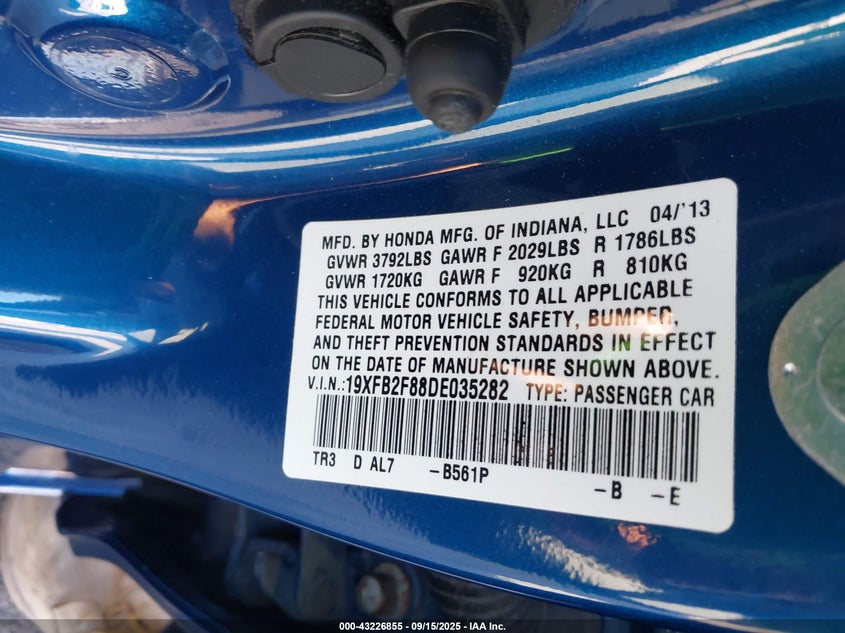 MFD. BY HONDA MFG. OF INDIANA, LLC 04/'13
GVWR 3792LBS GAWR F 2029LBS R 1786LBS
GVWR 1720KG GAWR F 920KG R 810KG
THIS VEHICLE CONFORMS TO ALL APPLICABLE
FEDERAL MOTOR VEHICLE SAFETY, BUMPER,
AND THEFT PREVENTION STANDARDS IN EFFECT
ON THE DATE OF MANUFACTURE SHOWN ABOVE.
V.I.N.:19XFB2F88DE035282 TYPE: PASSENGER CAR
TR3 D AL7 -B561P -B -E
000-43226855 - 09/15/2025 - IAA Inc.